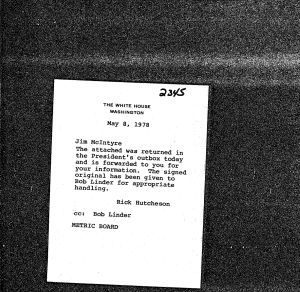 2345
THE WHITE HOUSE
WASHINGTON
May 8, 1978
Jim McIntyre
The attached was returned in
the President's outbox today
and is forwarded to you for
your information. The signed
original has been given to
Bob Linder for appropriate
handling.
Rick Hutcheson
cc: Bob Linder
METRIC BOARD